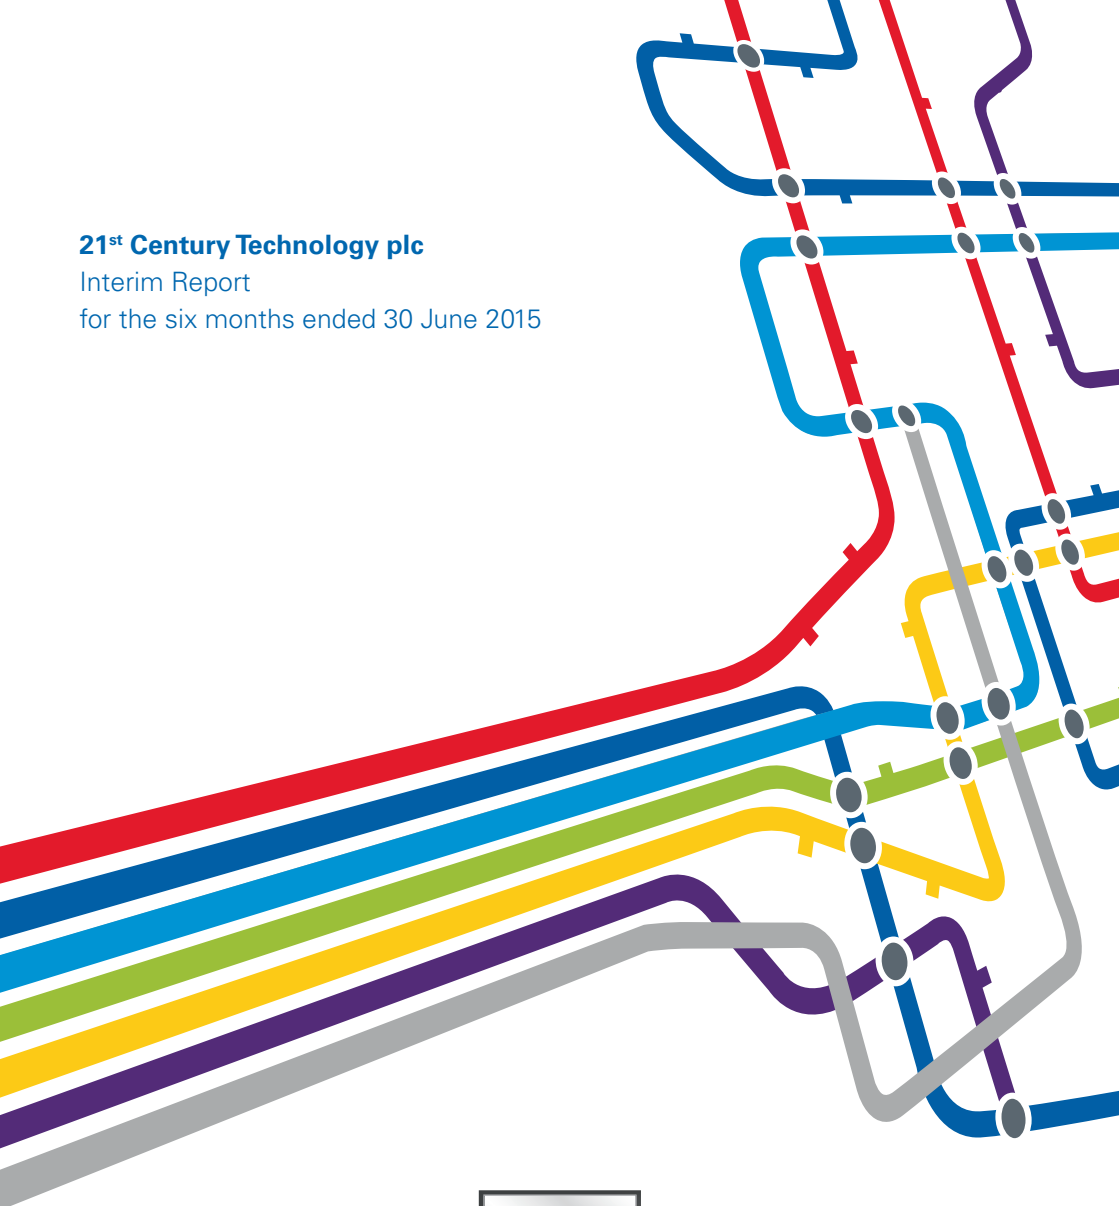 21st Century Technology plc
Interim Report
for the six months ended 30 June 2015